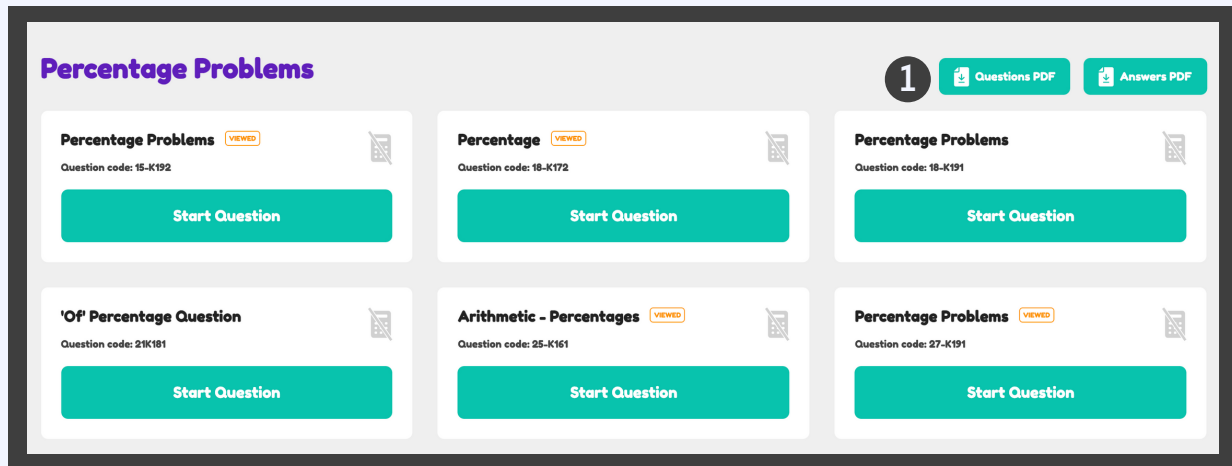 Percentage Problems
1 Questions PDF Answers PDF
Percentage Problems VIEWED
Question code: 15-K192
Start Question
Percentage VIEWED
Question code: 18-K172
Start Question
Percentage Problems
Question code: 18-K191
Start Question
'Of' Percentage Question
Question code: 21K181
Start Question
Arithmetic - Percentages VIEWED
Question code: 25-K161
Start Question
Percentage Problems VIEWED
Question code: 27-K191
Start Question